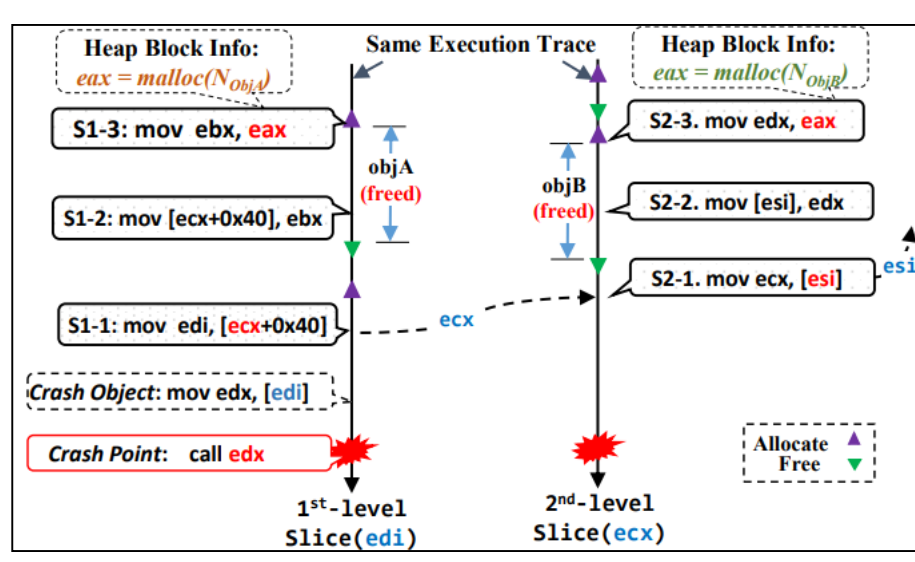 Heap Block Info:
eax = malloc(N_ObjA)
Same Execution Trace
Heap Block Info:
eax = malloc(N_ObjB)
S1-3: mov ebx, eax
S2-3. mov edx, eax
objA
(freed)
objB
(freed)
S1-2: mov [ecx+0x40], ebx
S2-2. mov [esi], edx
S2-1. mov ecx, [esi]
esi
S1-1: mov edi, [ecx+0x40]
ecx
Crash Object: mov edx, [edi]
Crash Point: call edx
Allocate
Free
1st-level
Slice(edi)
2nd-level
Slice(ecx)